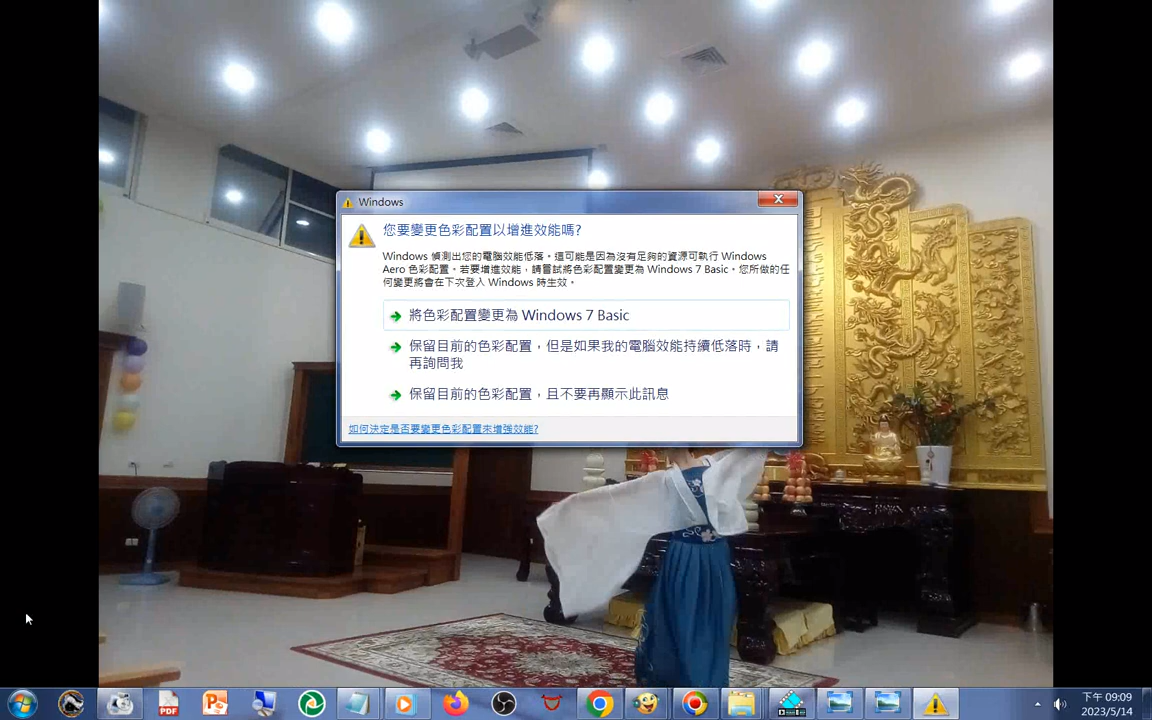 Windows
您要變更色彩配置以增進效能嗎?
Windows 偵測出您的電腦效能低落。這可能是因為沒有足夠的資源可執行 Windows
Aero 色彩配置。若要增進效能，請嘗試將色彩配置變更為 Windows 7 Basic。您所做的任
何變更將會在下次登入 Windows 時生效。
將色彩配置變更為 Windows 7 Basic
保留目前的色彩配置，但是如果我的電腦效能持續低落時，請
再詢問我
保留目前的色彩配置，且不要再顯示此訊息
如何決定是否要變更色彩配置來增強效能?
PDF
下午 09:09
2023/5/14